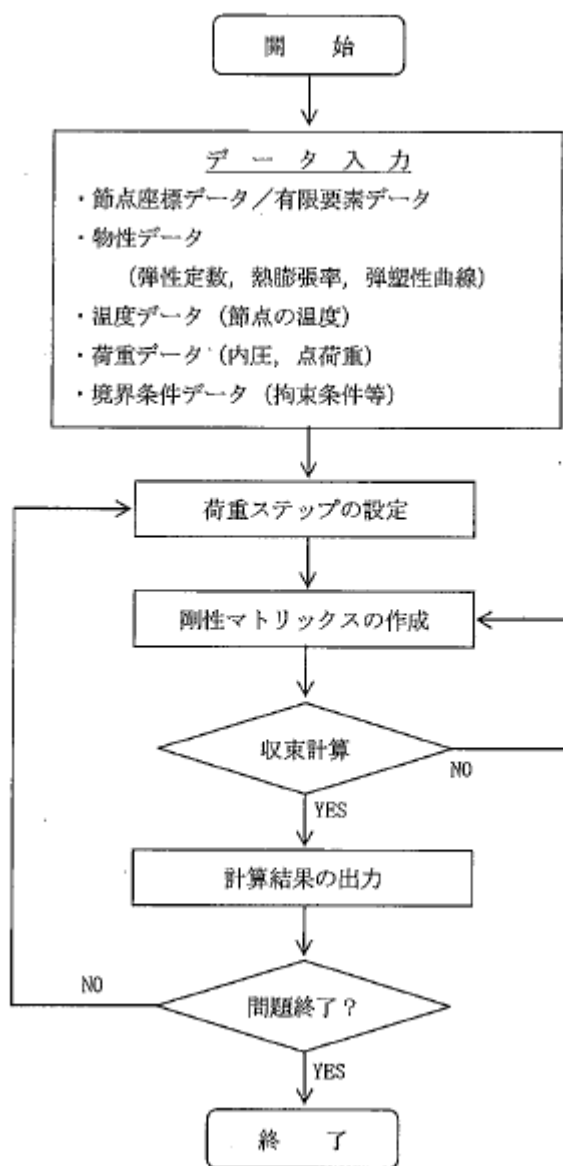 開 始
データ入力
・節点座標データ/有限要素データ
・物性データ
(弾性定数, 熱膨張率, 弾塑性曲線)
・温度データ (節点の温度)
・荷重データ (内圧, 点荷重)
・境界条件データ (拘束条件等)
荷重ステップの設定
剛性マトリックスの作成
収束計算
NO
YES
計算結果の出力
NO
問題終了?
YES
終 了